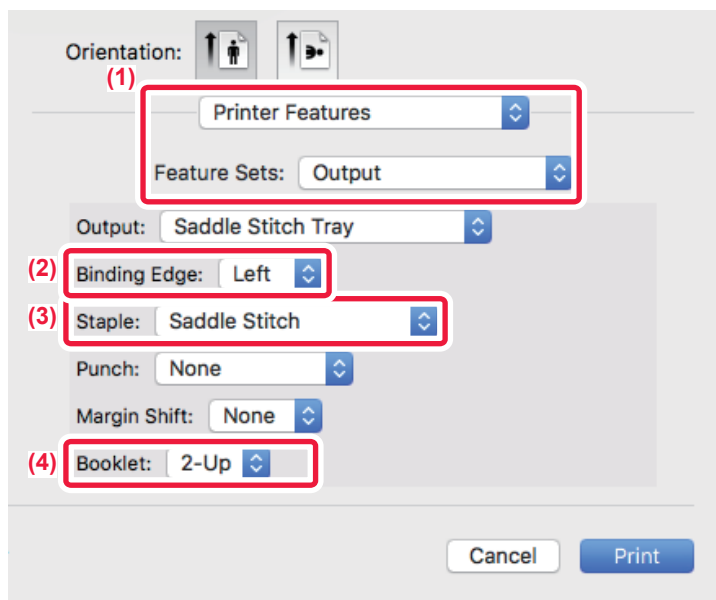 Orientation:
(1)
Printer Features
Feature Sets: Output
Output: Saddle Stitch Tray
(2) Binding Edge: Left
(3) Staple: Saddle Stitch
Punch: None
Margin Shift: None
(4) Booklet: 2-Up
Cancel Print